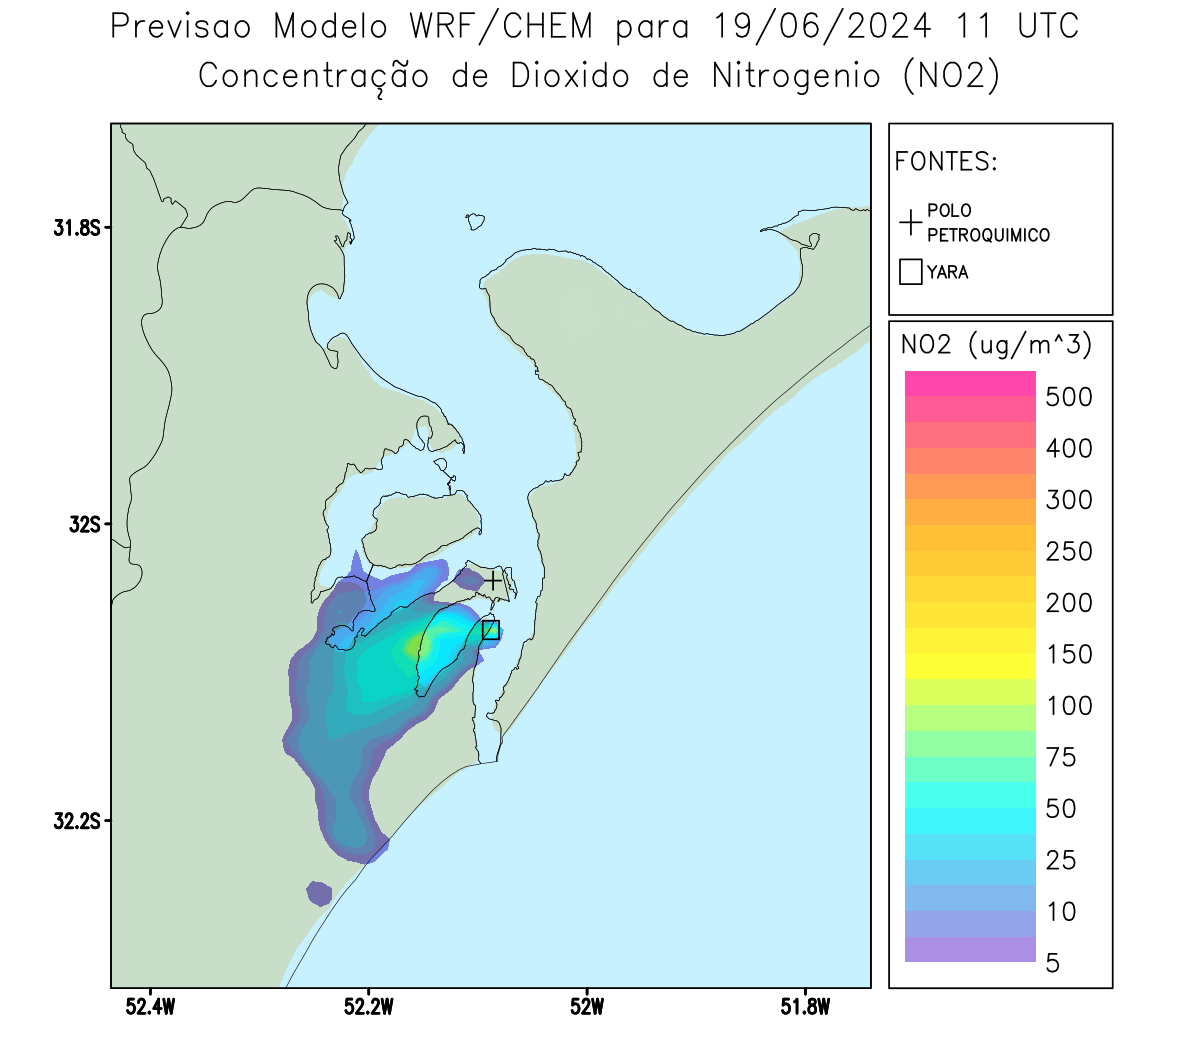 Previsao Modelo WRF/CHEM para 19/06/2024 11 UTC
Concentração de Dioxido de Nitrogenio (NO2)
FONTES:
POLO
PETROQUIMICO
YARA
NO2 (ug/m^3)
500
400
300
250
200
150
100
75
50
25
10
5
31.8S
32S
32.2S
52.4W
52.2W
52W
51.8W